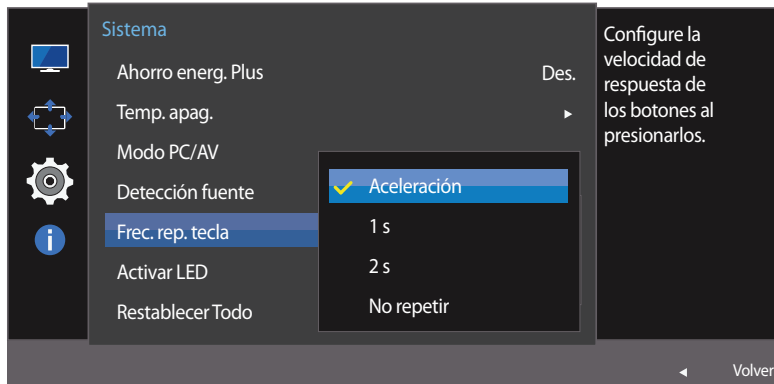 Sistema
Ahorro energ. Plus Des.
Temp. apag.
Modo PC/AV
Detección fuente
Frec. rep. tecla
Activar LED
Restablecer Todo
Aceleración
1 s
2 s
No repetir
Configure la
velocidad de
respuesta de
los botones al
presionarlos.
Volver